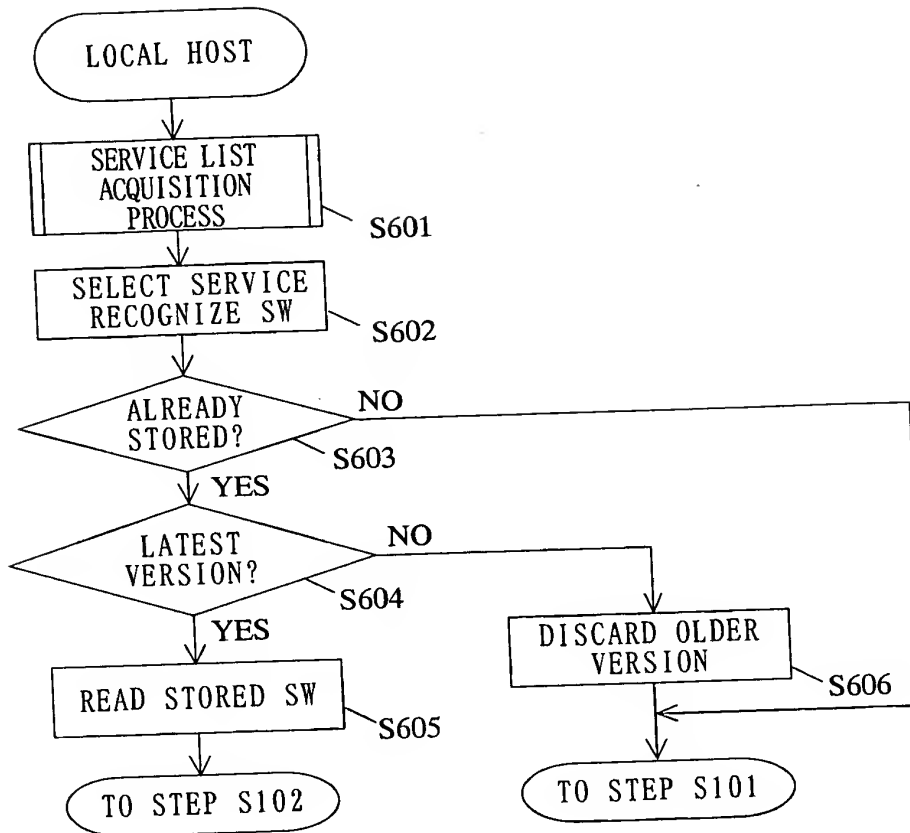 LOCAL HOST
SERVICE LIST
ACQUISITION
PROCESS
S601
SELECT SERVICE
RECOGNIZE SW
S602
ALREADY
STORED?
NO
S603
YES
LATEST
VERSION?
NO
S604
YES
DISCARD OLDER
VERSION
S606
READ STORED SW
S605
TO STEP S102
TO STEP S101